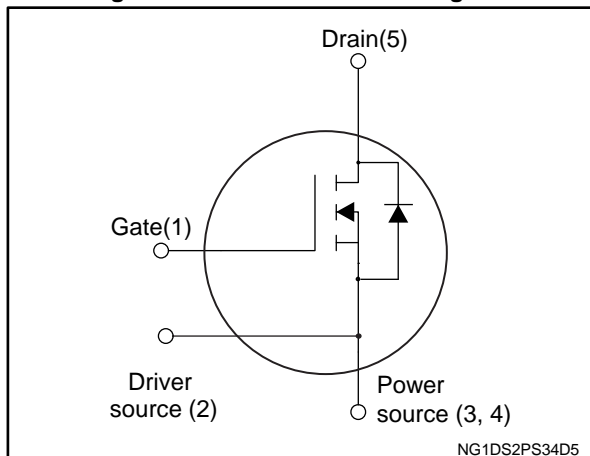 Drain(5)
Gate(1)
Driver
source (2)
Power
source (3, 4)
NG1DS2PS34D5